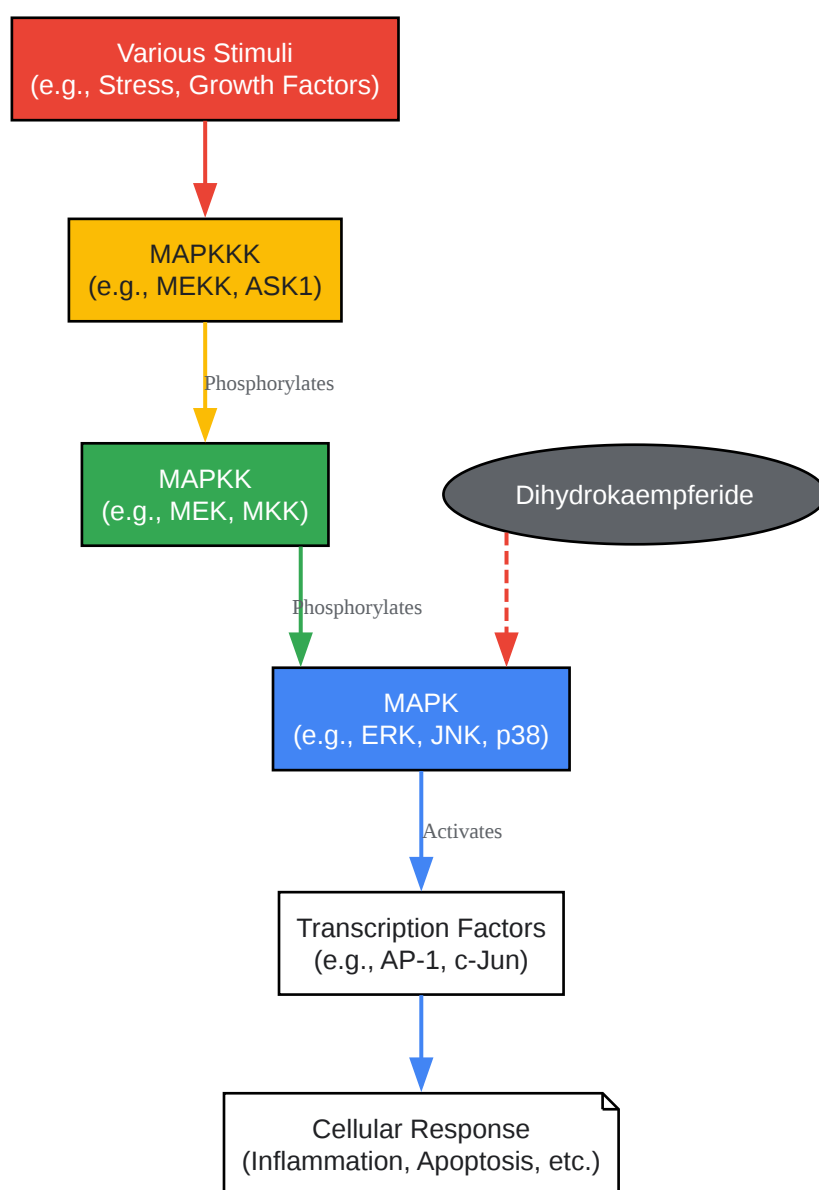 Various Stimuli
(e.g., Stress, Growth Factors)
MAPKKK
(e.g., MEKK, ASK1)
Phosphorylates
MAPKK
(e.g., MEK, MKK)
Dihydrokaempferide
Phosphorylates
MAPK
(e.g., ERK, JNK, p38)
Activates
Transcription Factors
(e.g., AP-1, c-Jun)
Cellular Response
(Inflammation, Apoptosis, etc.)